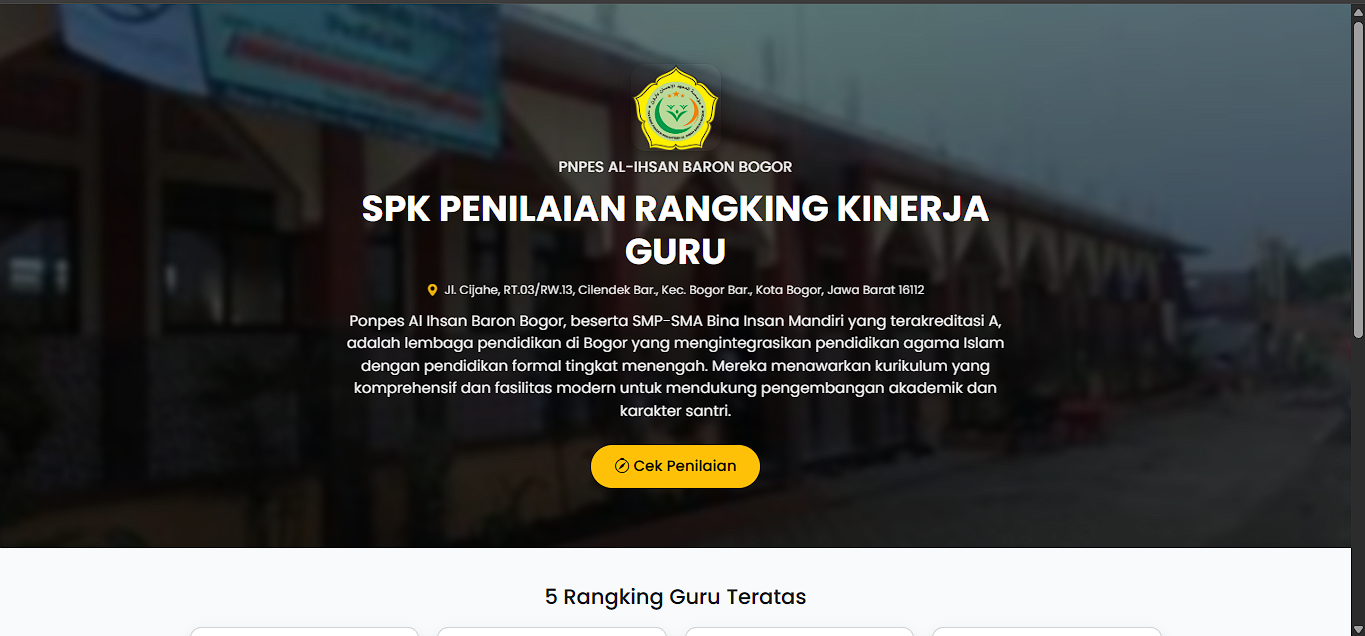 PNPES AL-IHSAN BARON BOGOR
SPK PENILAIAN RANGKING KINERJA
GURU
Jl. Cijahe, RT.03/RW.13, Cilendek Bar., Kec. Bogor Bar., Kota Bogor, Jawa Barat 16112
Ponpes Al Ihsan Baron Bogor, beserta SMP-SMA Bina Insan Mandiri yang terakreditasi A,
adalah lembaga pendidikan di Bogor yang mengintegrasikan pendidikan agama Islam
dengan pendidikan formal tingkat menengah. Mereka menawarkan kurikulum yang
komprehensif dan fasilitas modern untuk mendukung pengembangan akademik dan
karakter santri.
Cek Penilaian
5 Rangking Guru Teratas